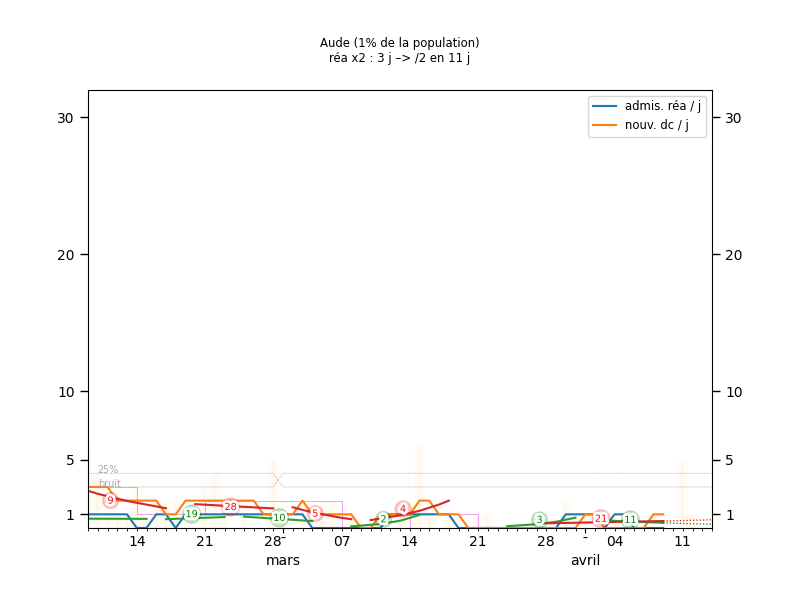 Aude (1% de la population)
réa x2 : 3 j –> /2 en 11 j
admis. réa / j
nouv. dc / j
30 30
20 20
10 10
5 5
1 1
25%
bruit
9 19 28 10 5 2 4 3 21 11
14 21 28 07 14 21 28 04 11
mars avril